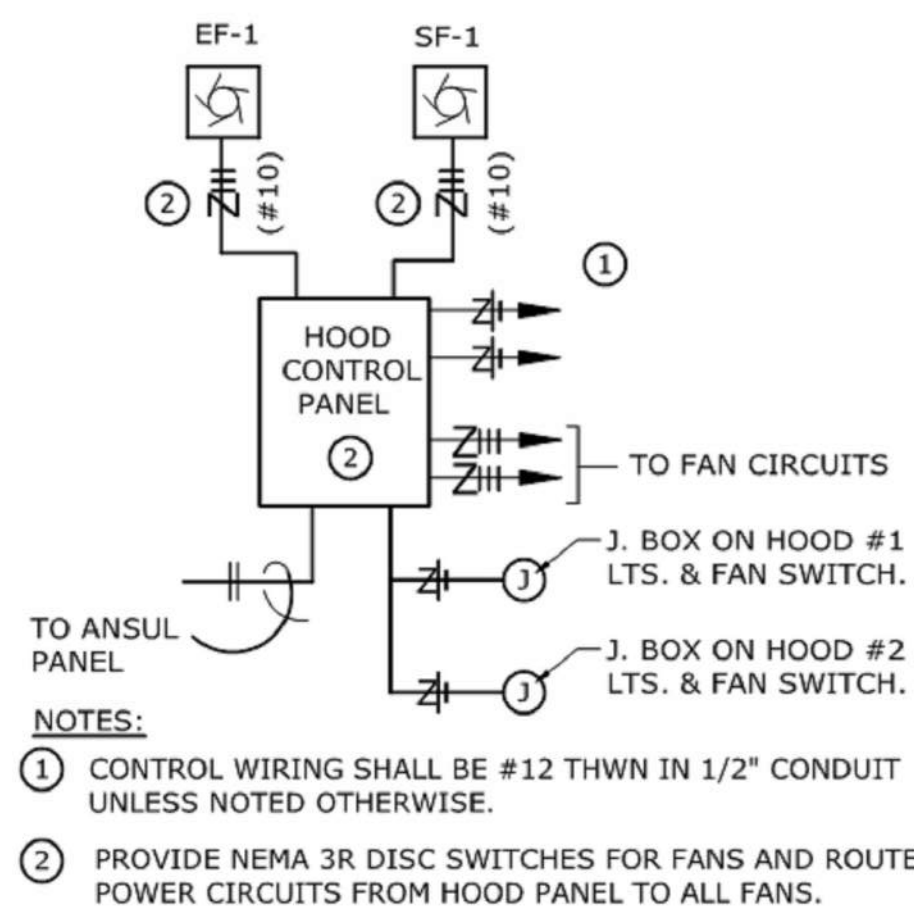 EF-1
SF-1
2
(#10)
2
(#10)
1
HOOD
CONTROL
PANEL
2
TO FAN CIRCUITS
J
J. BOX ON HOOD #1
LTS. & FAN SWITCH.
TO ANSUL
PANEL
J
J. BOX ON HOOD #2
LTS. & FAN SWITCH.
NOTES:
1 CONTROL WIRING SHALL BE #12 THWN IN 1/2" CONDUIT
UNLESS NOTED OTHERWISE.
2 PROVIDE NEMA 3R DISC SWITCHES FOR FANS AND ROUTE
POWER CIRCUITS FROM HOOD PANEL TO ALL FANS.